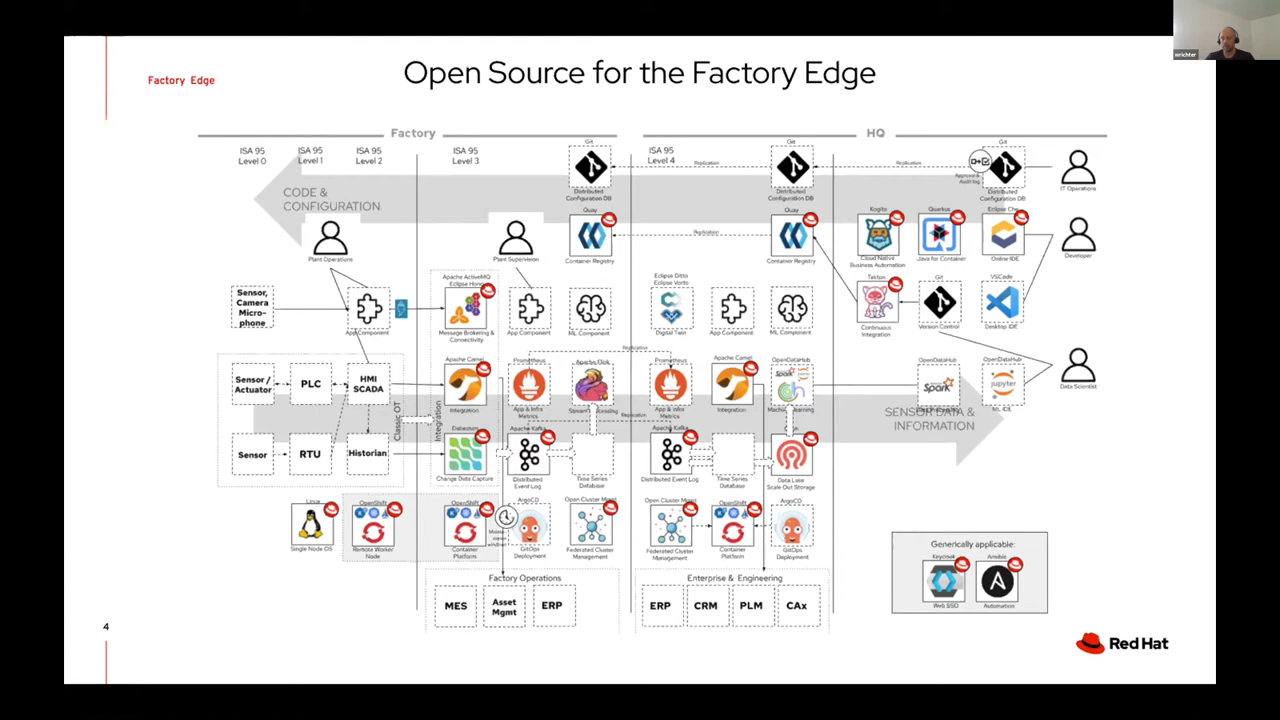 wrichter
Factory Edge
Open Source for the Factory Edge
Factory
HQ
ISA 95
Level 0
ISA 95
Level 1
ISA 95
Level 2
ISA 95
Level 3
ISA 95
Level 4
Git
Distributed
Configuration DB
Replication
Git
Distributed
Configuration DB
Replication
Approval &
Audit log
Git
Distributed
Configuration DB
IT Operations
CODE &
CONFIGURATION
Plant Operations
Plant Supervision
Quay
Container Registry
Replication
Quay
Container Registry
Kogito
Cloud Native
Business Automation
Quarkus
Java for Container
Eclipse Che
Online IDE
Developer
Sensor,
Camera
Micro-
phone
App Component
Apache ActiveMQ
Eclipse Hono
Message Brokering &
Connectivity
App Component
ML Component
Eclipse Ditto
Eclipse Vorto
Digital Twin
App Component
ML Component
Tekton
Continuous
Integration
Git
Version Control
VSCode
Desktop IDE
Sensor /
Actuator
PLC
HMI
SCADA
Classic OT
Integration
Apache Camel
Integration
Prometheus
App & Infra
Metrics
Apache Flink
Stream Processing
Replication
Prometheus
App & Infra
Metrics
Apache Camel
Integration
OpenDataHub
Spark
Machine Learning
OpenDataHub
Spark
OpenDataHub
jupyter
ML IDE
Data Scientist
SENSOR DATA &
INFORMATION
Sensor
RTU
Historian
Debezium
Change Data Capture
Apache Kafka
Distributed
Event Log
Time Series
Database
Replication
Apache Kafka
Distributed Event Log
Time Series
Database
Data Lake
Scale Out Storage
Linux
Single Node OS
OpenShift
Remote Worker
Node
OpenShift
Container
Platform
ArgoCD
GitOps
Deployment
Open Cluster Mgmt
Federated Cluster
Management
Open Cluster Mgmt
Federated Cluster
Management
OpenShift
Container
Platform
ArgoCD
GitOps
Deployment
Generically applicable:
Keycloak
Web SSO
Ansible
Automation
Factory Operations
MES
Asset
Mgmt
ERP
Enterprise & Engineering
ERP
CRM
PLM
CAx
4
Red Hat